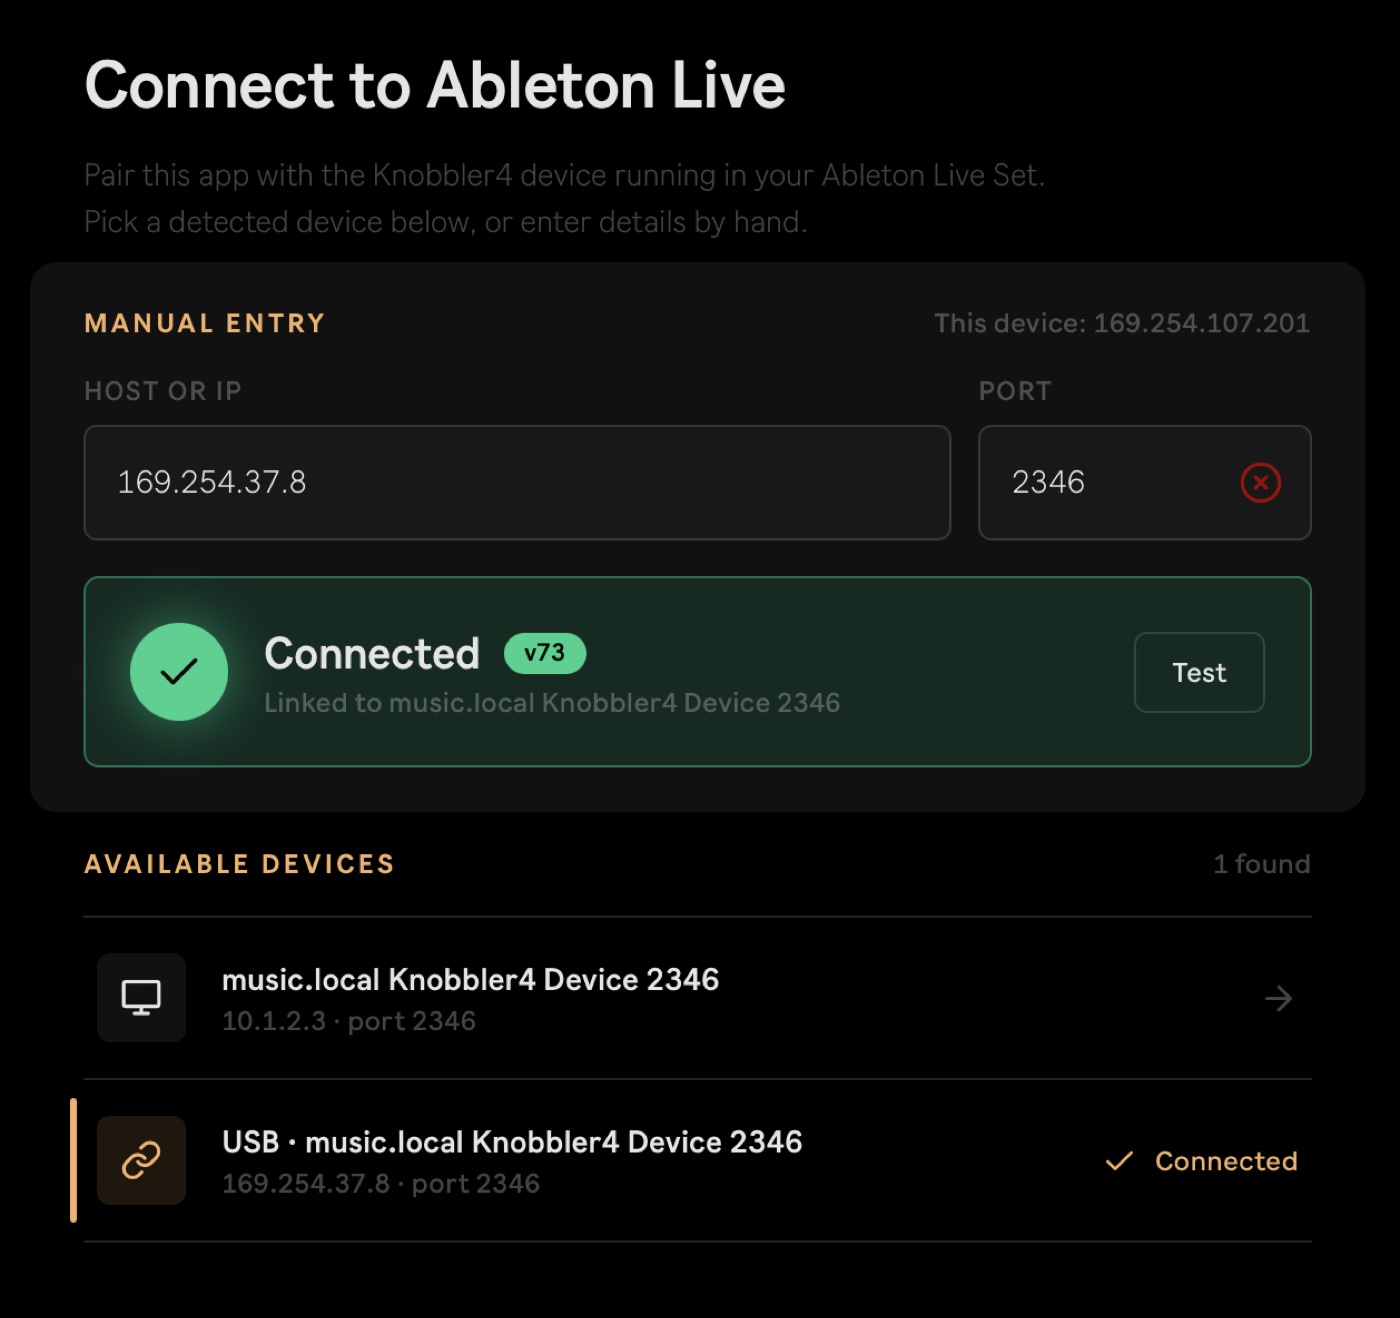 Connect to Ableton Live
Pair this app with the Knobbler4 device running in your Ableton Live Set.
Pick a detected device below, or enter details by hand.
MANUAL ENTRY
This device: 169.254.107.201
HOST OR IP
PORT
169.254.37.8
2346
Connected
v73
Linked to music.local Knobbler4 Device 2346
Test
AVAILABLE DEVICES
1 found
music.local Knobbler4 Device 2346
10.1.2.3 · port 2346
USB · music.local Knobbler4 Device 2346
169.254.37.8 · port 2346
Connected